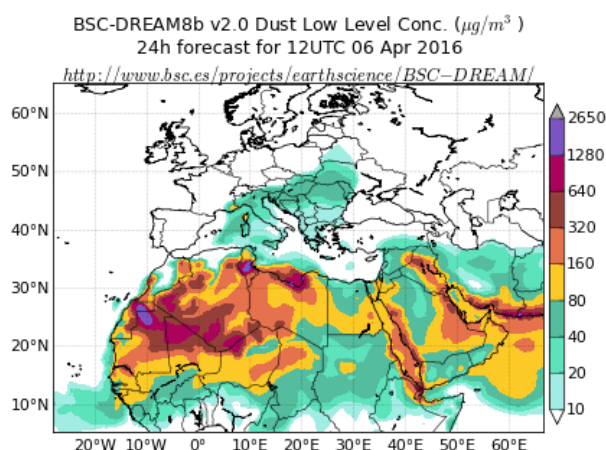 BSC-DREAM8b v2.0 Dust Low Level Conc. (μg/m³ )
24h forecast for 12UTC 06 Apr 2016
http://www.bsc.es/projects/earthscience/BSC−DREAM/
60°N
50°N
40°N
30°N
20°N
10°N
20°W 10°W 0° 10°E 20°E 30°E 40°E 50°E 60°E
2650
1280
640
320
160
80
40
20
10